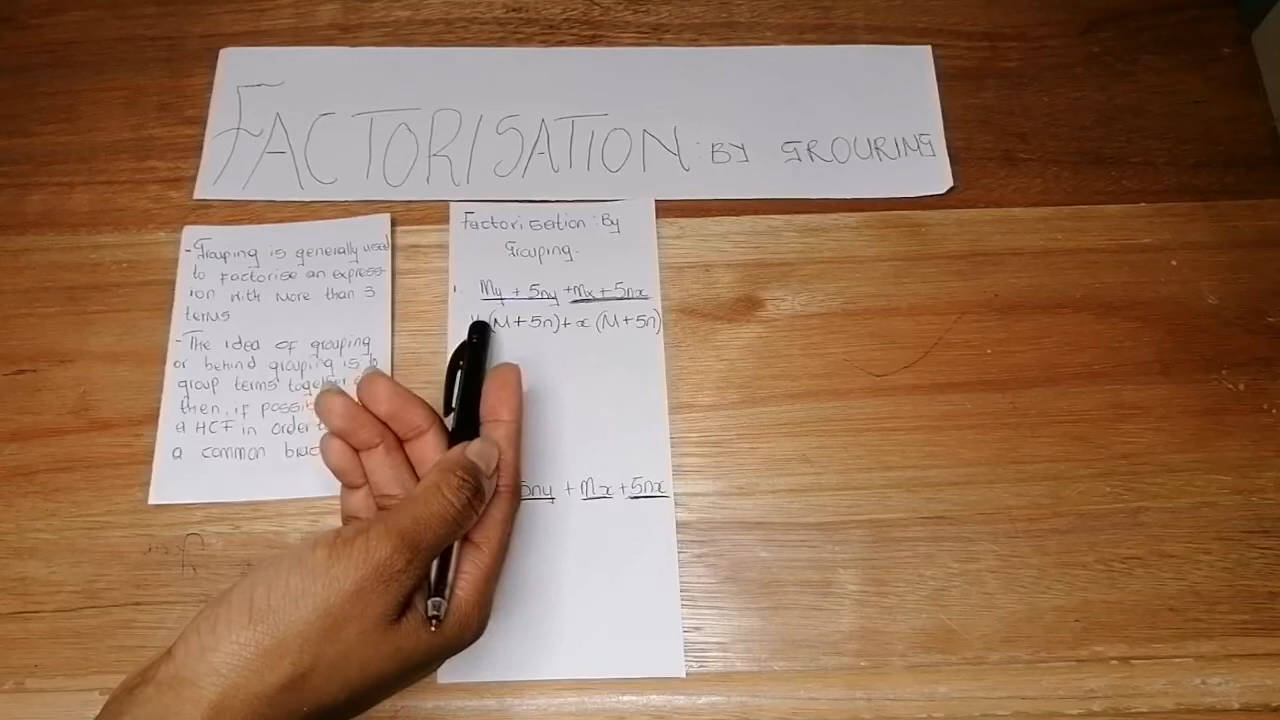 FACTORISATION : BY GROURING
- Grouping is generally used
to factorise an express-
ion with more than 3
terms
- The idea of grouping
or behind grouping is to
group terms together
then, if possib
a HCF in order t
a common brac
Factorisation : By
Grouping.
1. My + 5ny + mx + 5nx
y (M + 5n) + x (M + 5n)
5ny + Mx + 5nx